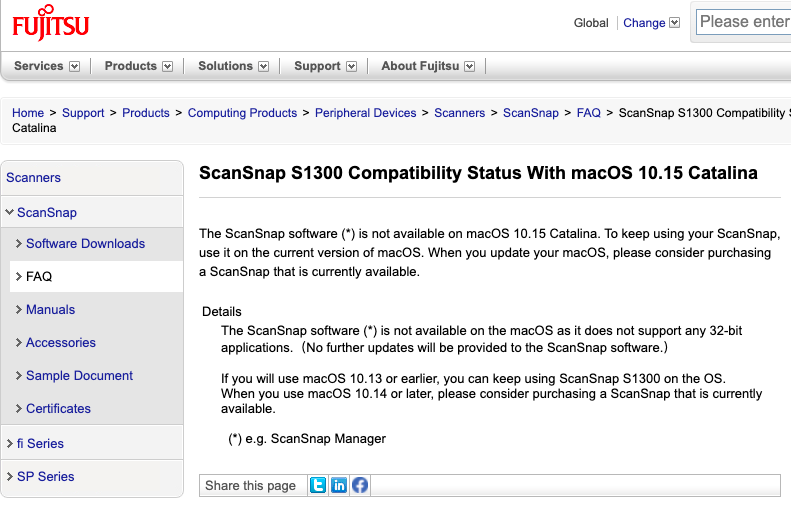 FUJITSU
Global Change Please enter
Services Products Solutions Support About Fujitsu
Home > Support > Products > Computing Products > Peripheral Devices > Scanners > ScanSnap > FAQ > ScanSnap S1300 Compatibility
Catalina
Scanners
ScanSnap
Software Downloads
FAQ
Manuals
Accessories
Sample Document
Certificates
fi Series
SP Series
ScanSnap S1300 Compatibility Status With macOS 10.15 Catalina
The ScanSnap software (*) is not available on macOS 10.15 Catalina. To keep using your ScanSnap,
use it on the current version of macOS. When you update your macOS, please consider purchasing
a ScanSnap that is currently available.
Details
The ScanSnap software (*) is not available on the macOS as it does not support any 32-bit
applications.（No further updates will be provided to the ScanSnap software.）
If you will use macOS 10.13 or earlier, you can keep using ScanSnap S1300 on the OS.
When you use macOS 10.14 or later, please consider purchasing a ScanSnap that is currently
available.
(*) e.g. ScanSnap Manager
Share this page